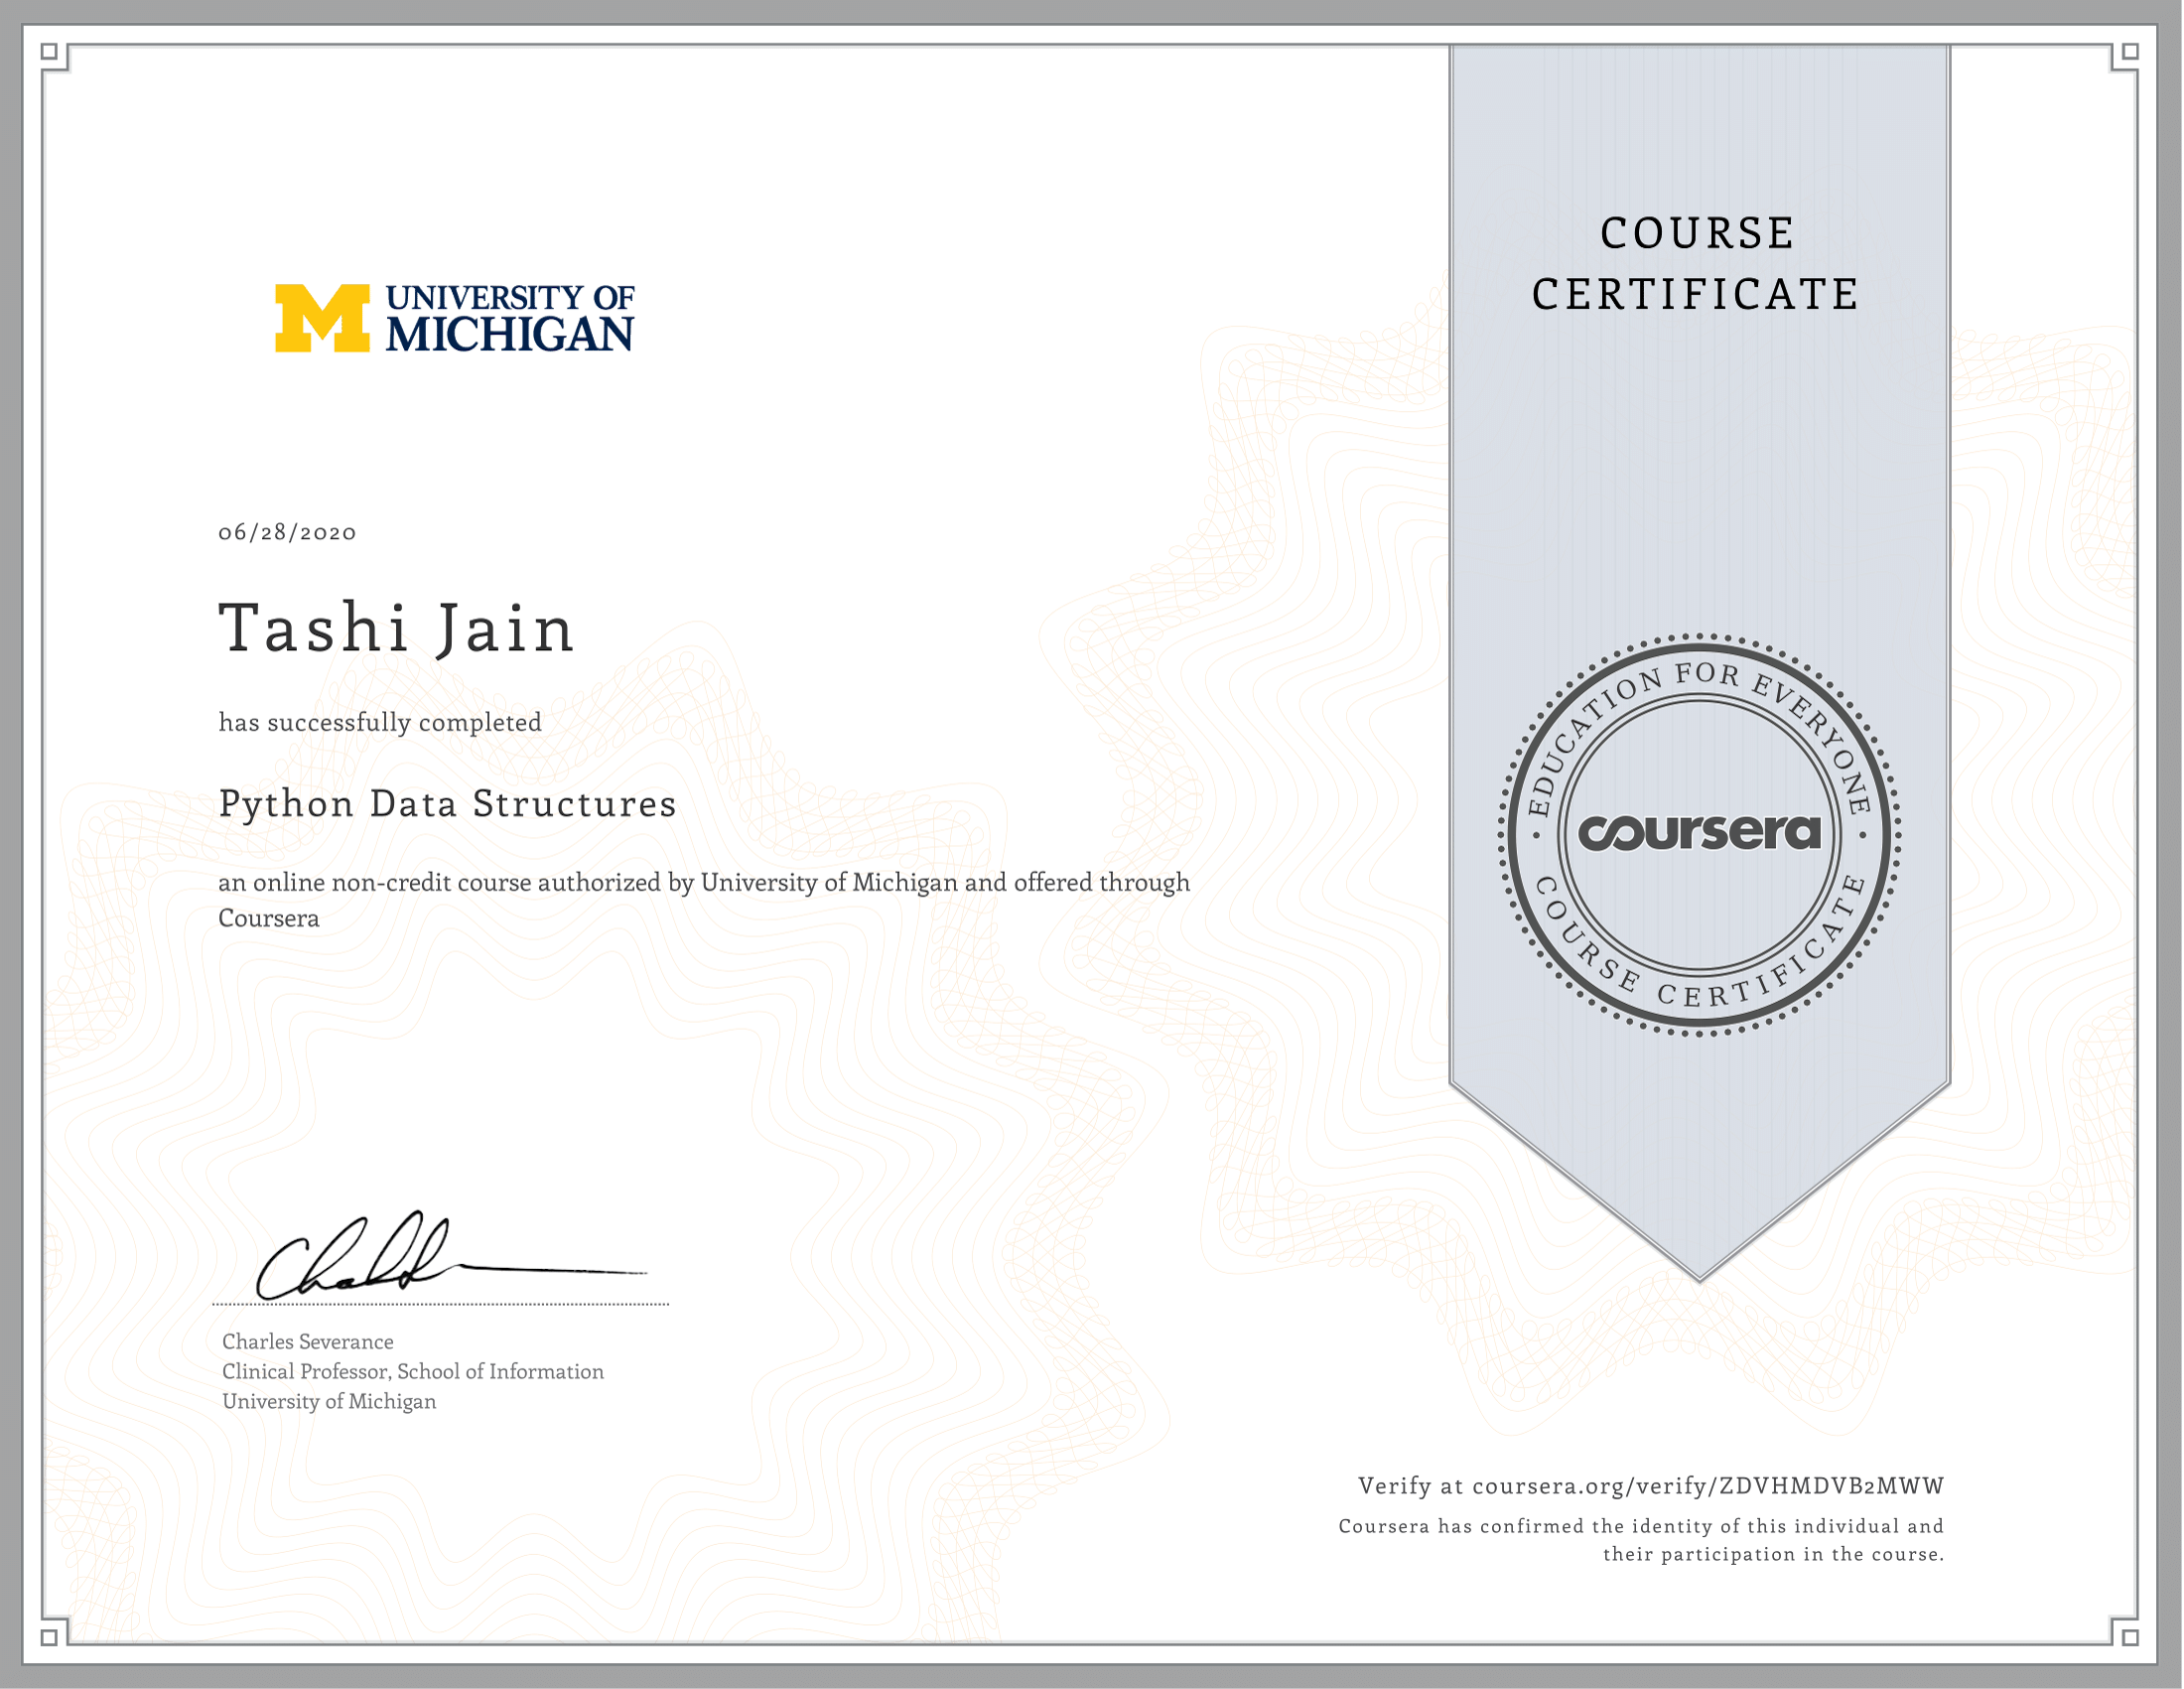 UNIVERSITY OF
MICHIGAN
COURSE
CERTIFICATE
06/28/2020
Tashi Jain
has successfully completed
Python Data Structures
an online non-credit course authorized by University of Michigan and offered through
Coursera
EDUCATION FOR EVERYONE
coursera
COURSE CERTIFICATE
Charles Severance
Clinical Professor, School of Information
University of Michigan
Verify at coursera.org/verify/ZDVHMDVB2MWW
Coursera has confirmed the identity of this individual and
their participation in the course.